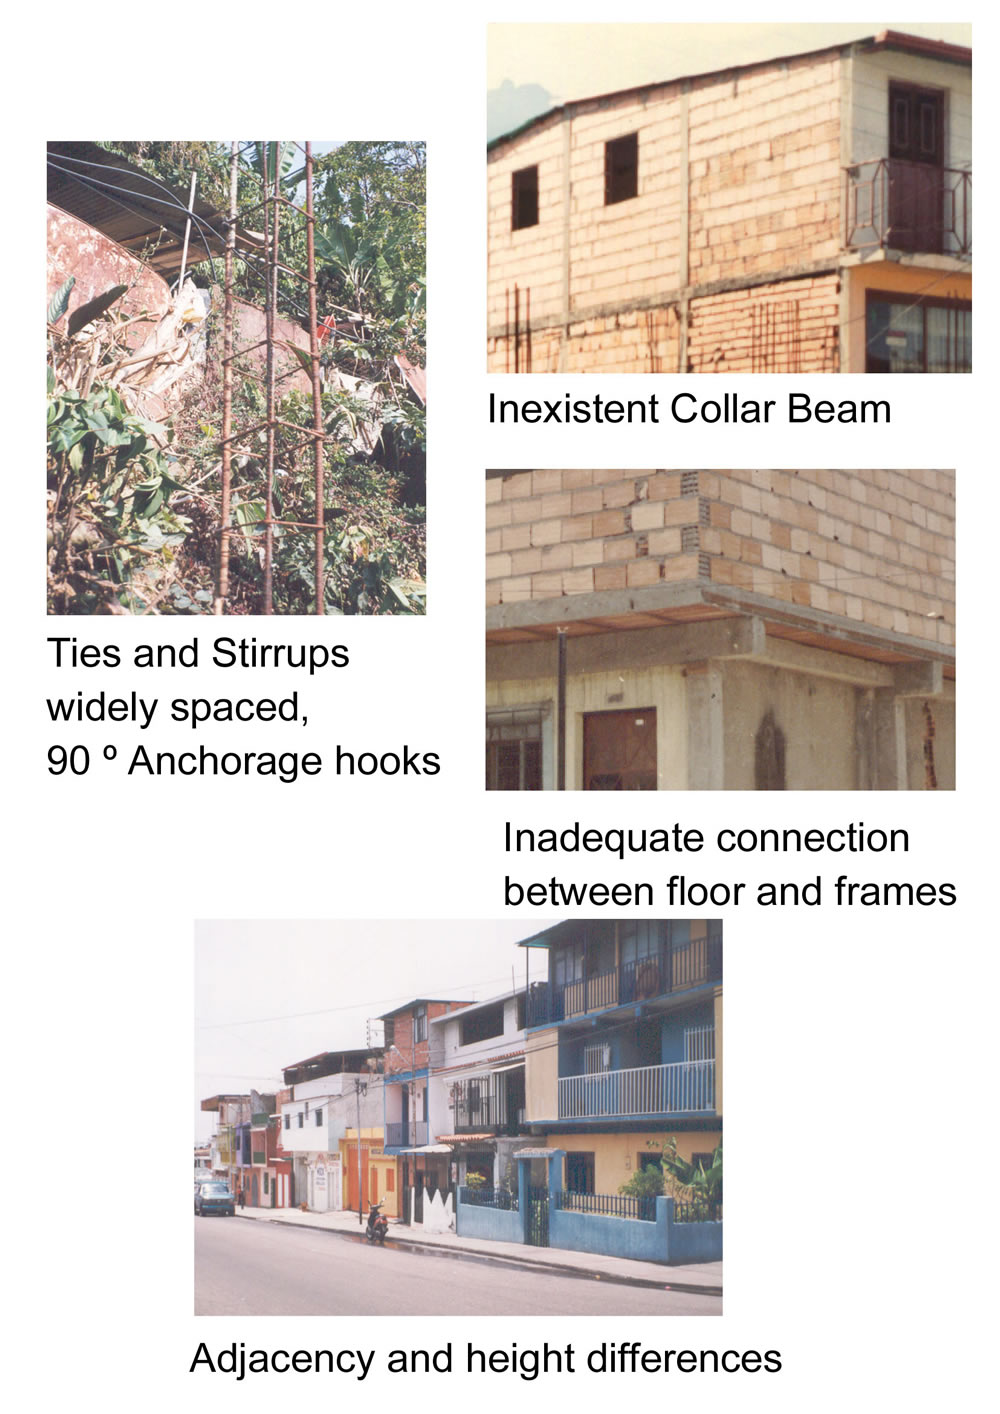 Inexistent Collar Beam
Ties and Stirrups
widely spaced,
90 º Anchorage hooks
Inadequate connection
between floor and frames
Adjacency and height differences